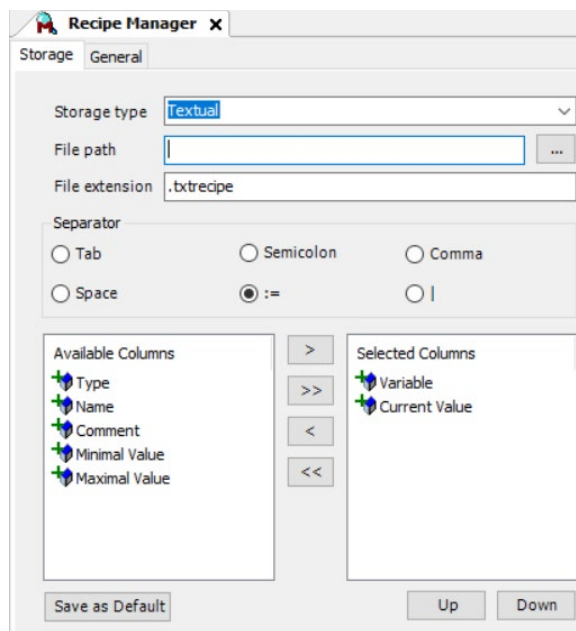 Recipe Manager x
Storage General
Storage type Textual
File path ...
File extension .txtrecipe
Separator
Tab Semicolon Comma
Space := |
Available Columns > Selected Columns
Type Variable
Name >> Current Value
Comment <
Minimal Value
Maximal Value <<
Save as Default Up Down